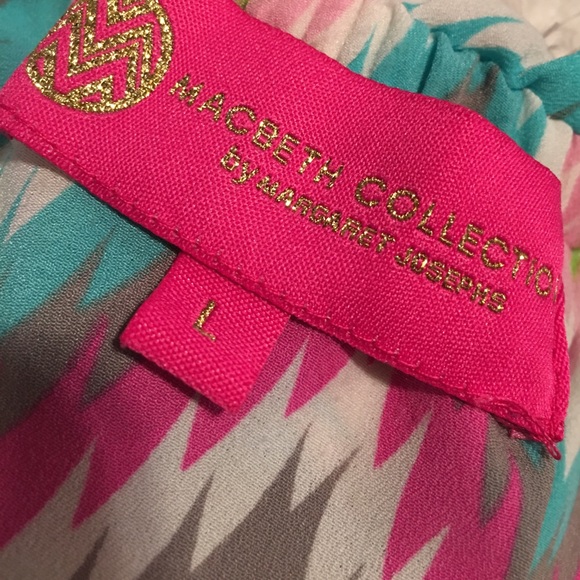 MACBETH COLLECTION
by MARGARET JOSEPHS
L